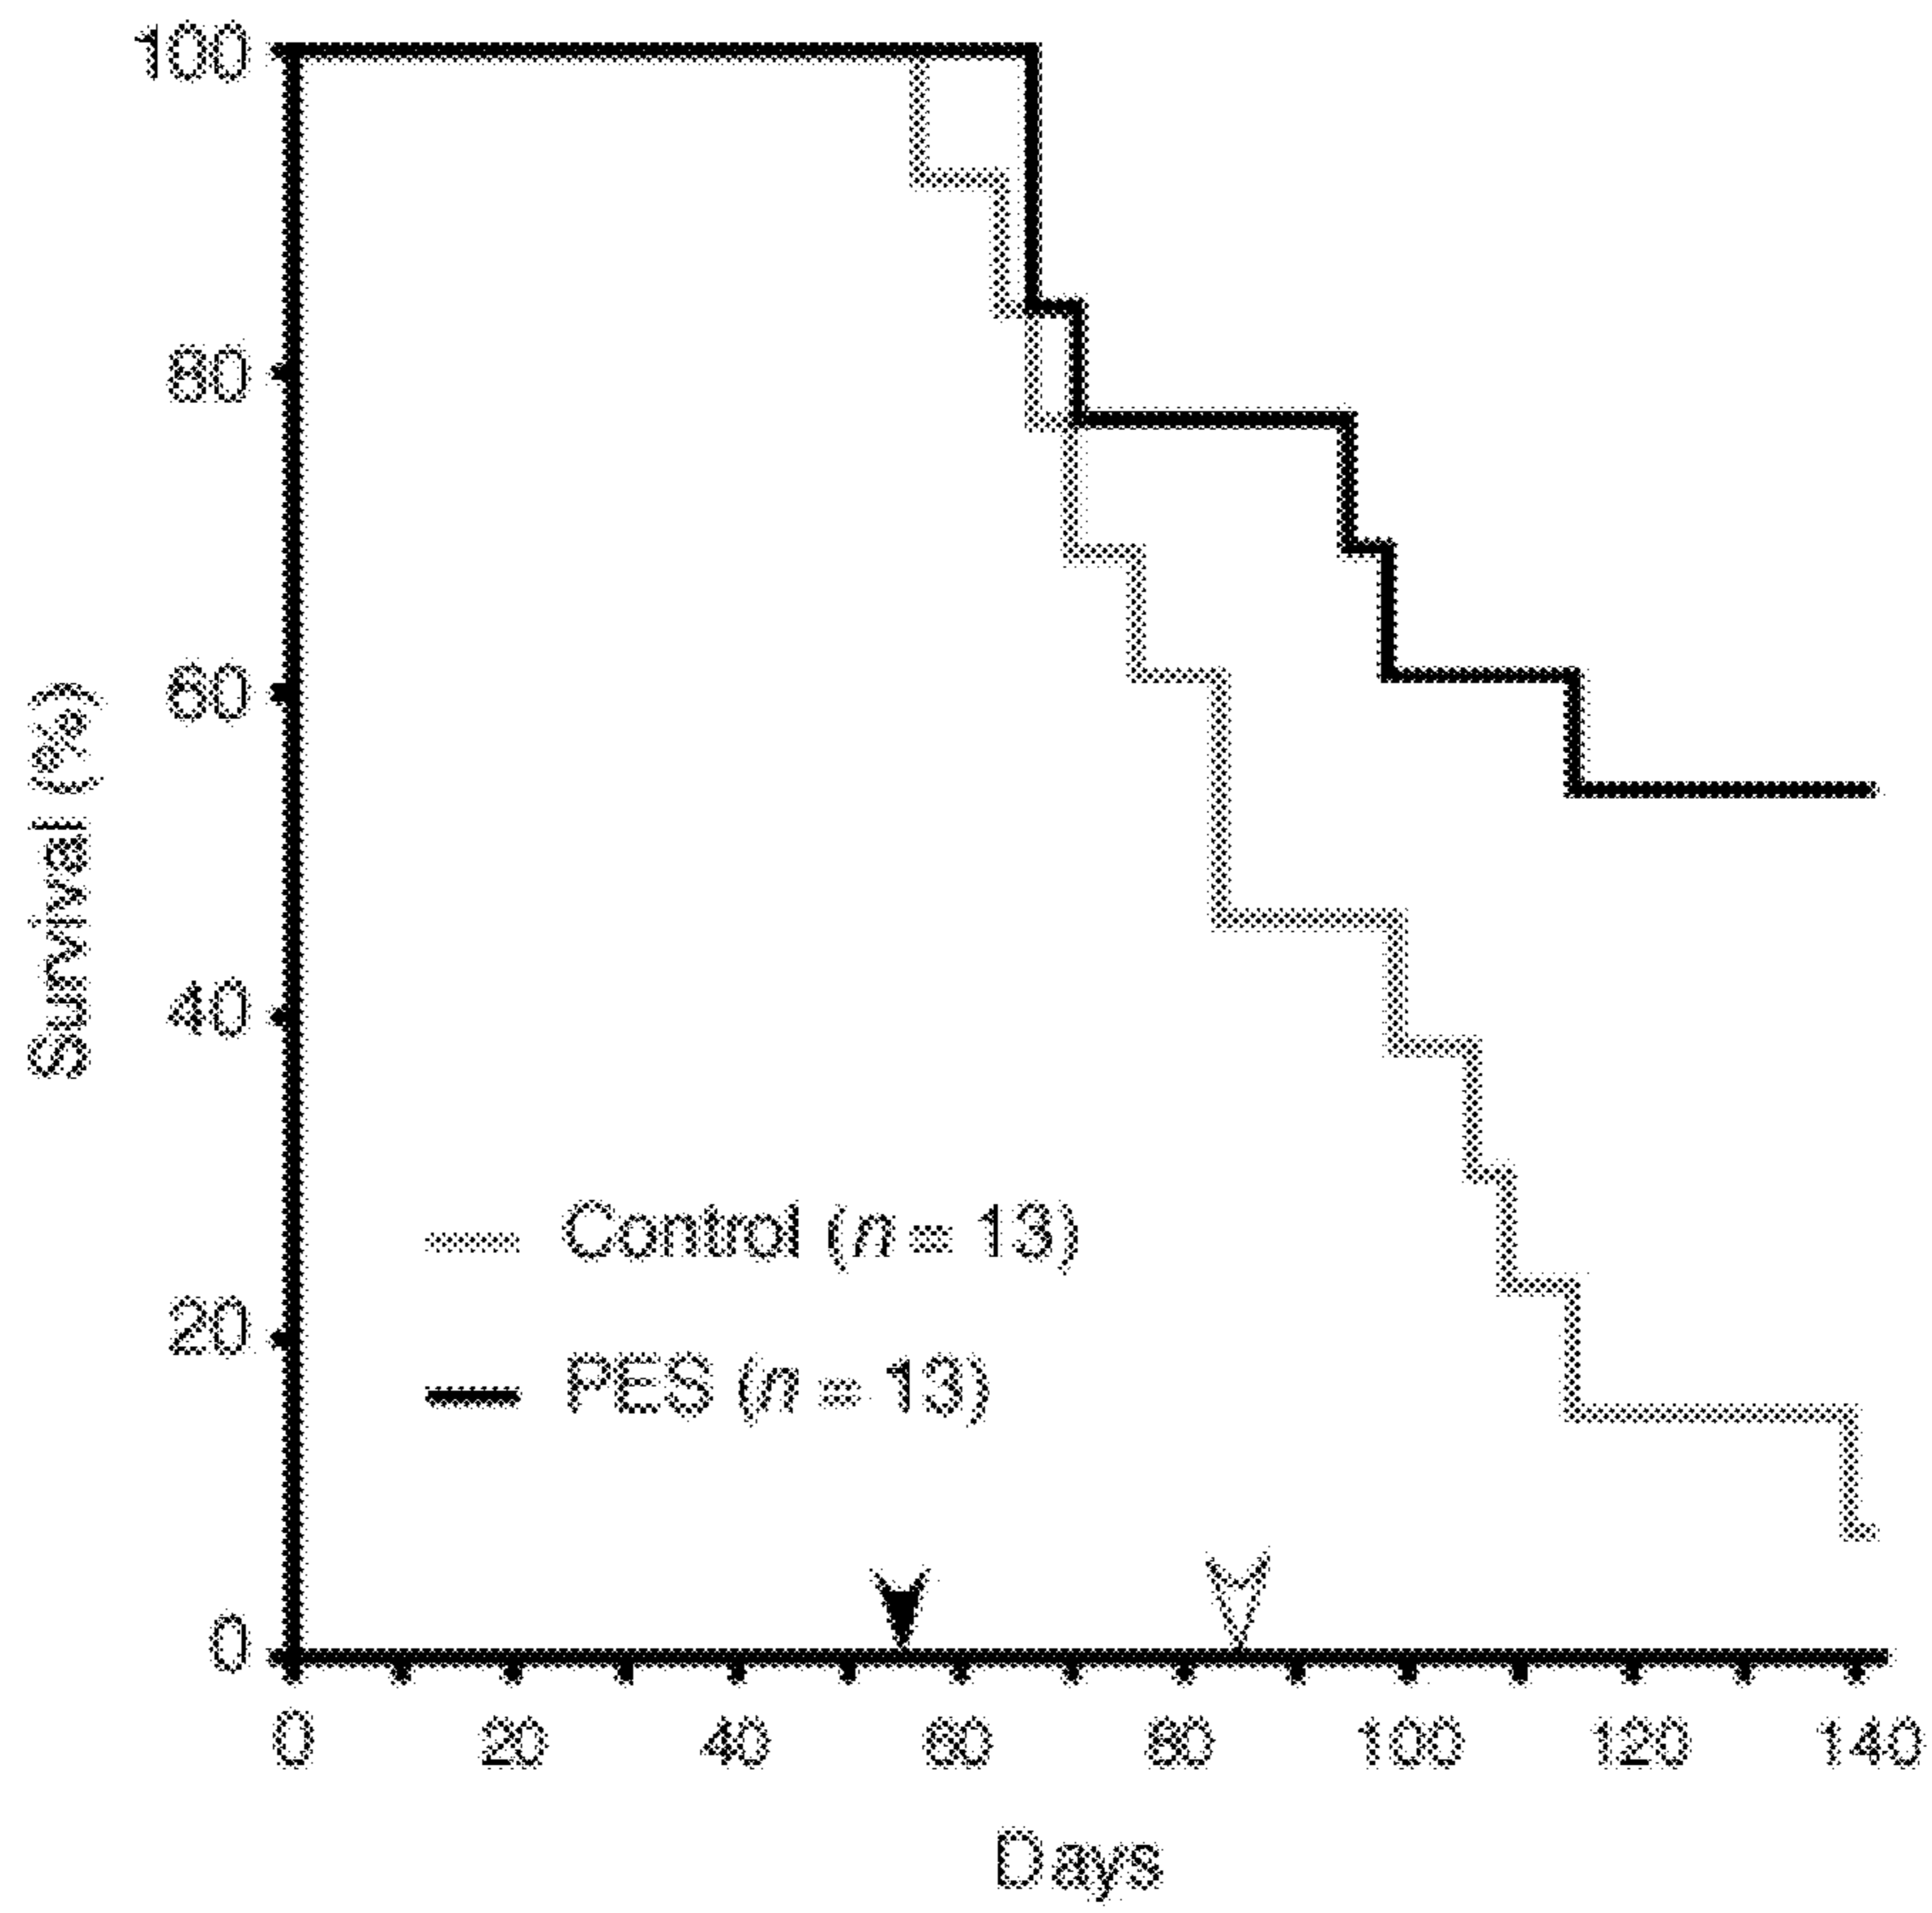 100
80
60
40
20
0
Survival (%)
Control (n = 13)
PES (n = 13)
0 20 40 60 80 100 120 140
Days